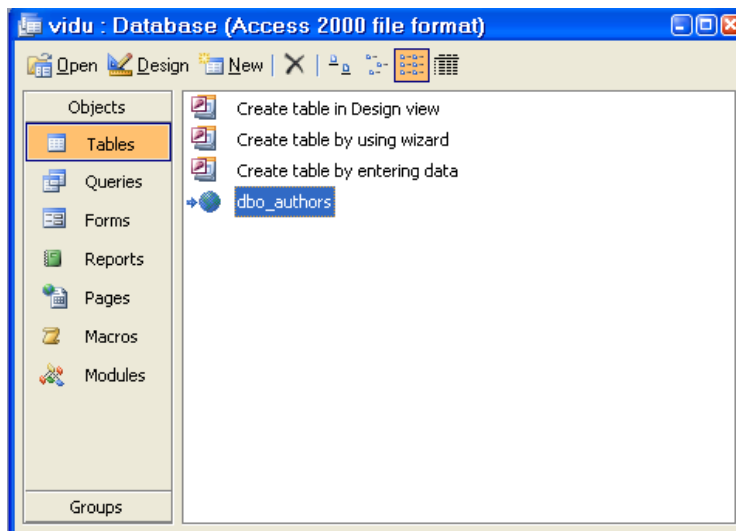 vidu : Database (Access 2000 file format)
Open Design New
Objects
Tables
Queries
Forms
Reports
Pages
Macros
Modules
Groups
Create table in Design view
Create table by using wizard
Create table by entering data
dbo_authors